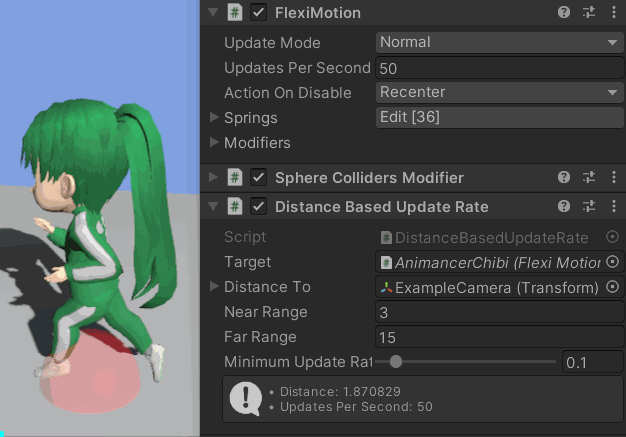 FlexiMotion
Update Mode Normal
Updates Per Second 50
Action On Disable Recenter
Springs Edit [36]
Modifiers
Sphere Colliders Modifier
Distance Based Update Rate
Script DistanceBasedUpdateRate
Target AnimancerChibi (Flexi Motion
Distance To ExampleCamera (Transform)
Near Range 3
Far Range 15
Minimum Update Rat 0.1
• Distance: 1.870829
• Updates Per Second: 50